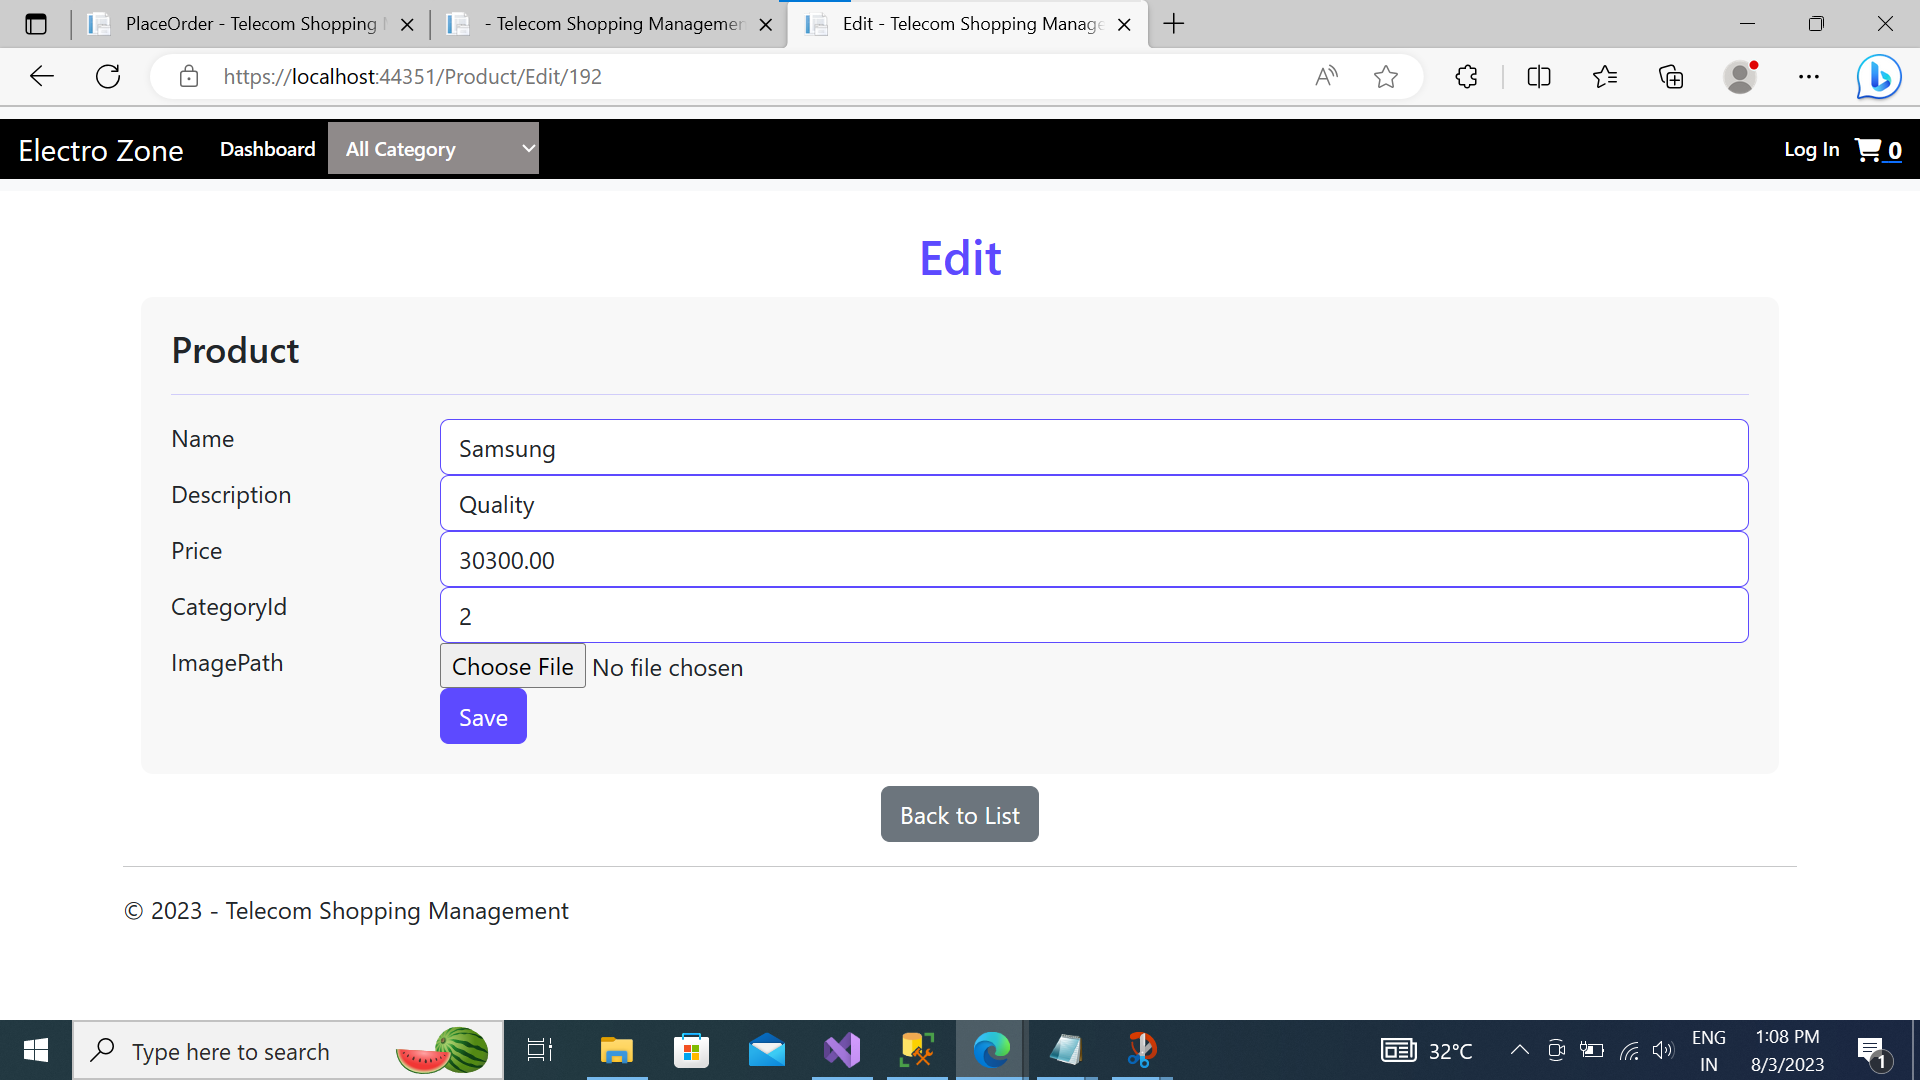 PlaceOrder - Telecom Shopping
- Telecom Shopping Managemen
Edit - Telecom Shopping Manage
https://localhost:44351/Product/Edit/192
Electro Zone
Dashboard
All Category
Log In
0
Edit
Product
Name
Samsung
Description
Quality
Price
30300.00
CategoryId
2
ImagePath
Choose File No file chosen
Save
Back to List
© 2023 - Telecom Shopping Management
Type here to search
32°C
ENG
IN
1:08 PM
8/3/2023
1